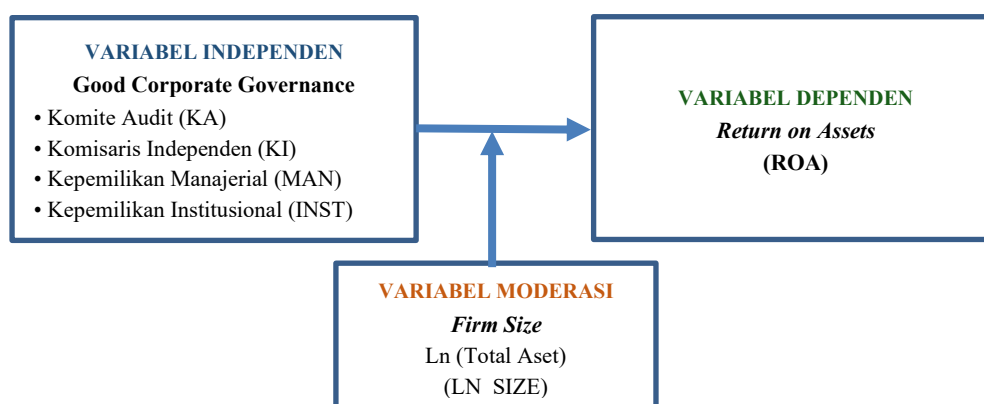 VARIABEL INDEPENDEN
Good Corporate Governance
• Komite Audit (KA)
• Komisaris Independen (KI)
• Kepemilikan Manajerial (MAN)
• Kepemilikan Institusional (INST)
VARIABEL DEPENDEN
Return on Assets
(ROA)
VARIABEL MODERASI
Firm Size
Ln (Total Aset)
(LN SIZE)